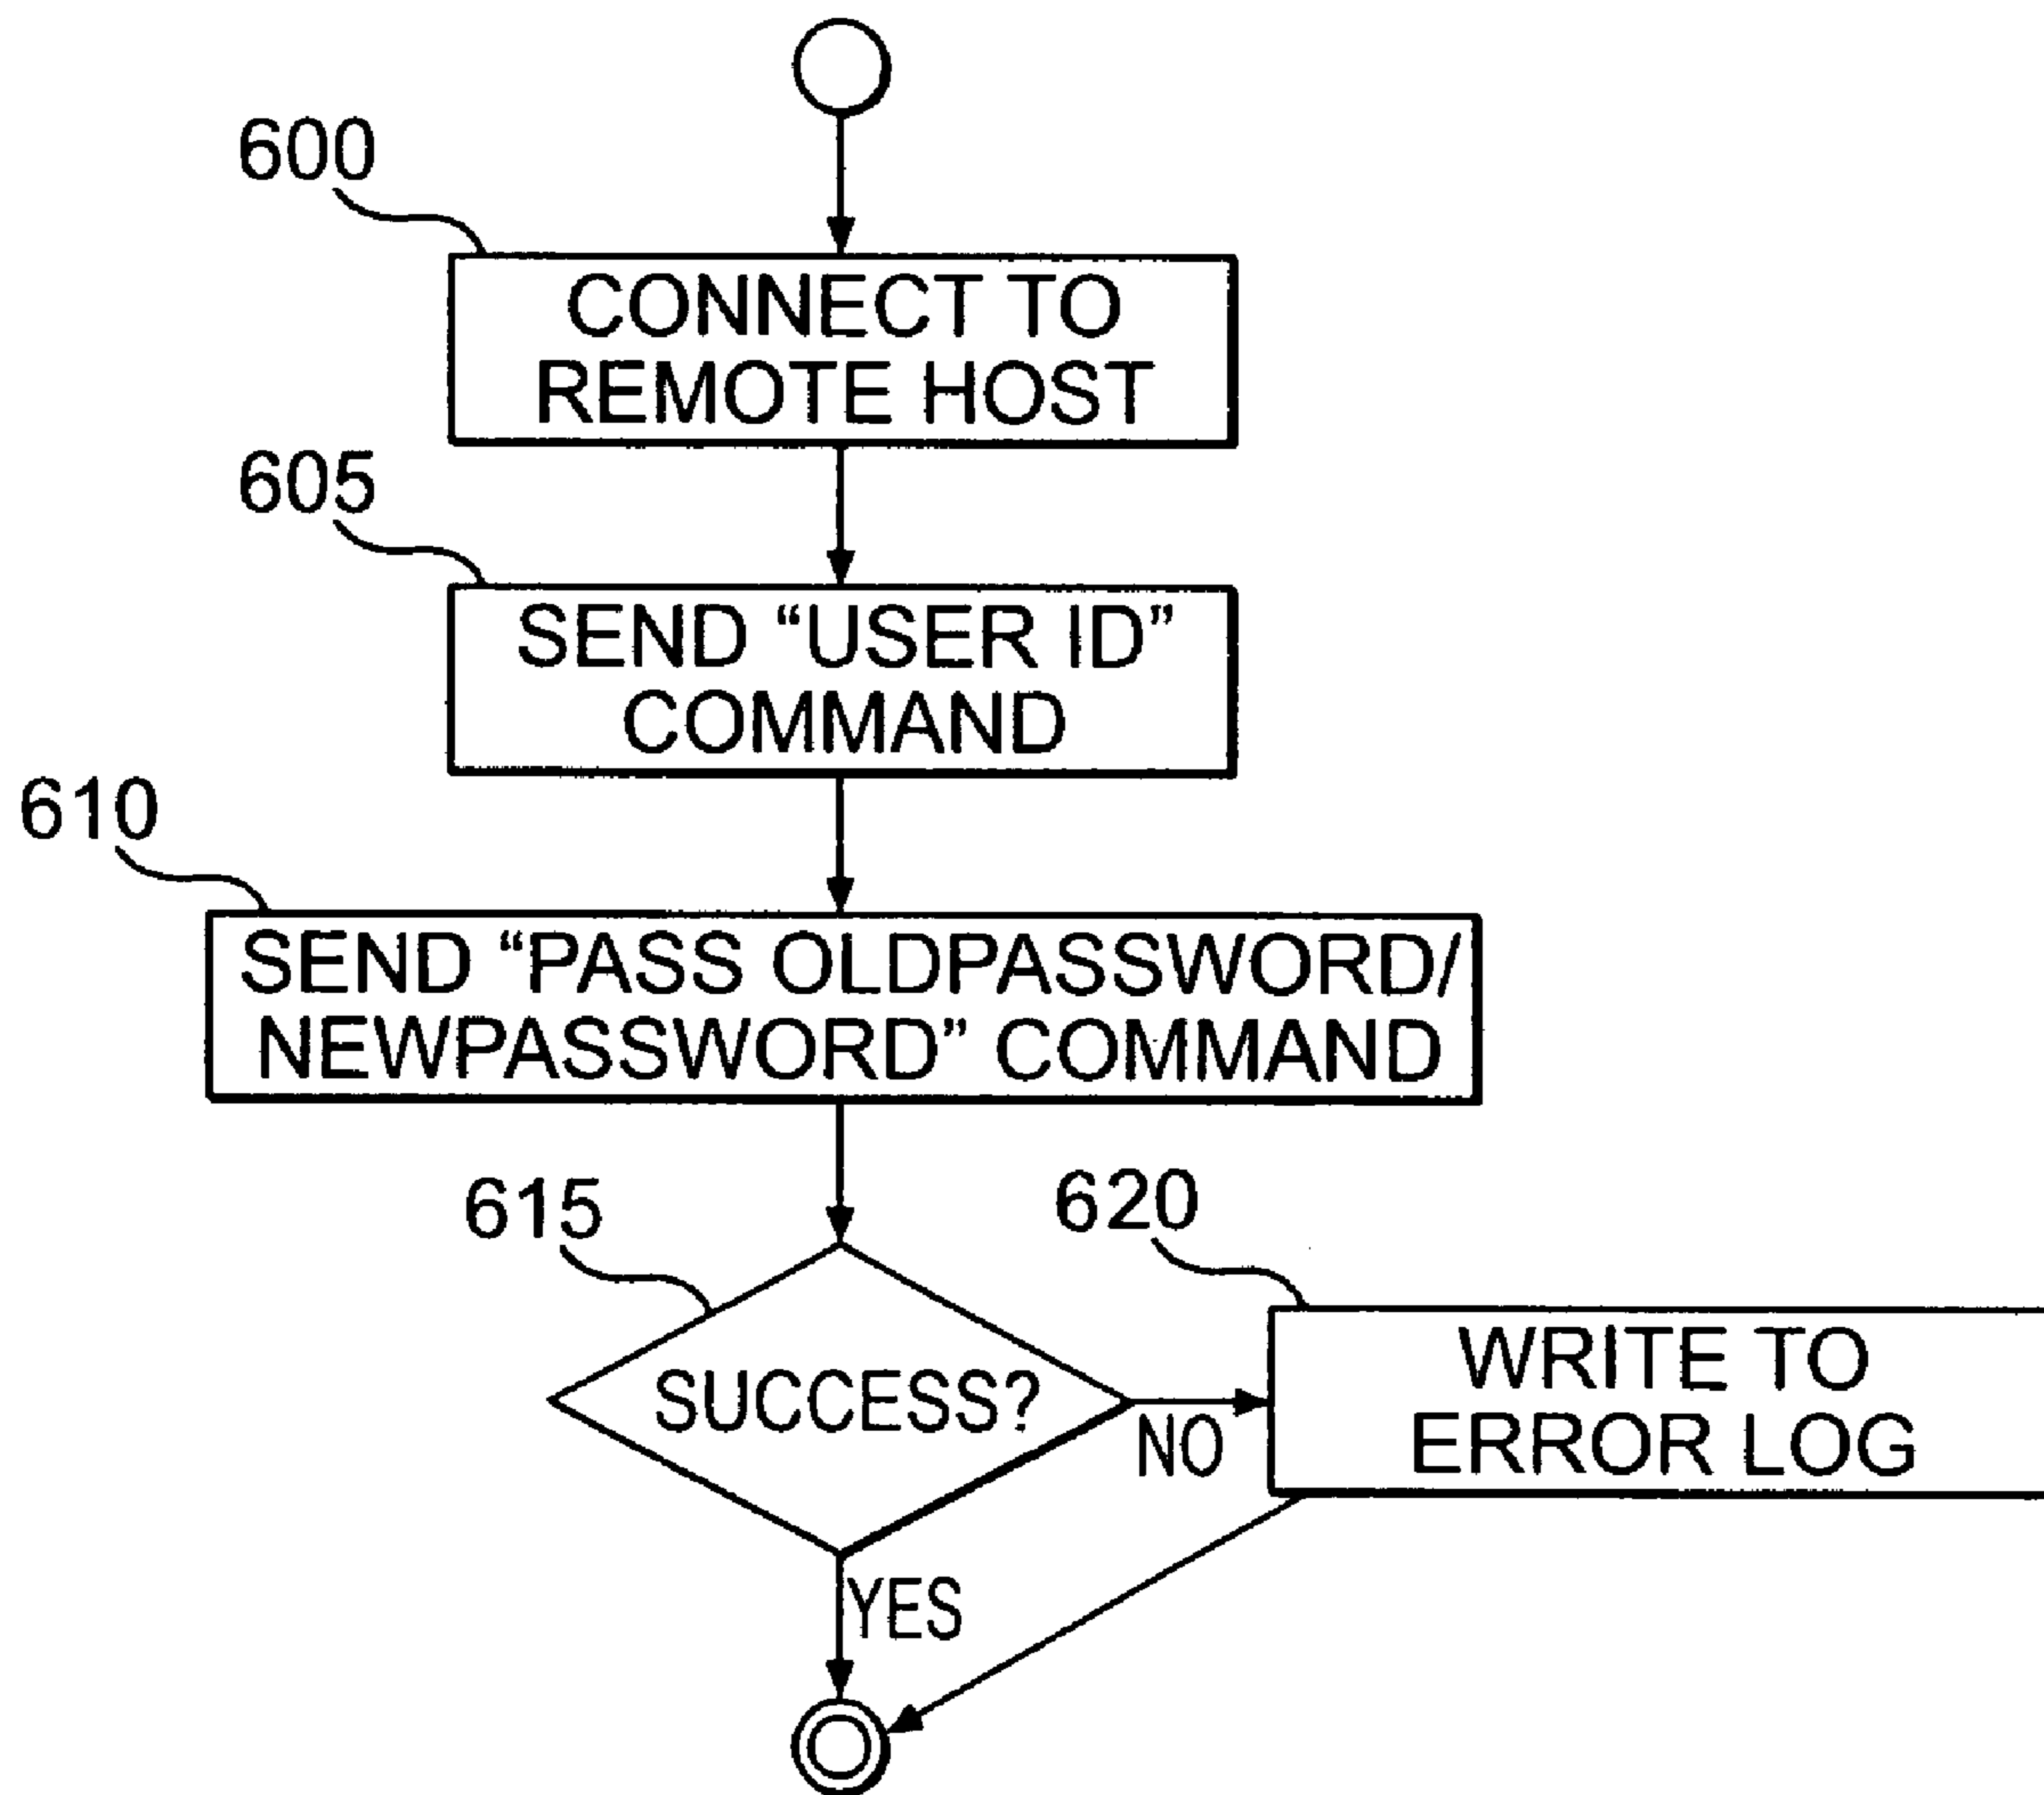 600
CONNECT TO
REMOTE HOST
605
SEND “USER ID”
COMMAND
610
SEND “PASS OLDPASSWORD/
NEWPASSWORD” COMMAND
615
620
SUCCESS?
NO
WRITE TO
ERROR LOG
YES